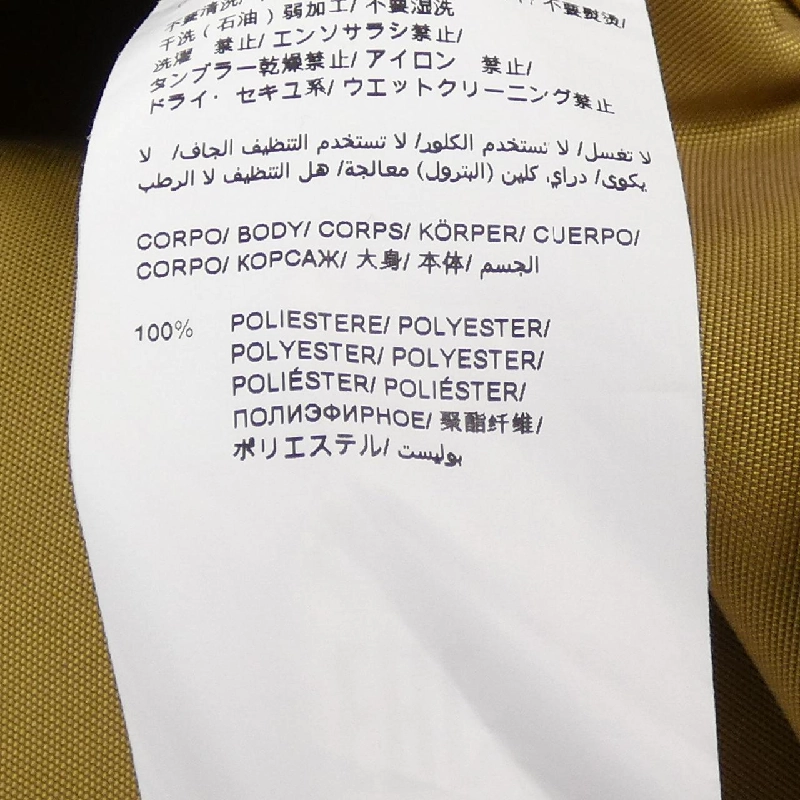 不要清洗/
不要熨烫/
干洗(石油)弱加工/不要湿洗
洗濯 禁止/エンソサラシ禁止/
タンブラー乾燥禁止/アイロン 禁止/
ドライ・セキユ系/ウエットクリーニング禁止
لا تغسل/ لا تستخدم الكلور/ لا تستخدم التنظيف الجاف/ لا
يكوى/ دراي كلين (البترول) معالجة/ هل التنظيف لا الرطب
CORPO/ BODY/ CORPS/ KÖRPER/ CUERPO/
CORPO/ КОРСАЖ/ 大身/ 本体/ الجسم
100% POLIESTERE/ POLYESTER/
POLYESTER/ POLYESTER/
POLIÉSTER/ POLIÉSTER/
ПОЛИЭФИРНОЕ/ 聚酯纤维/
ポリエステル/ بوليست